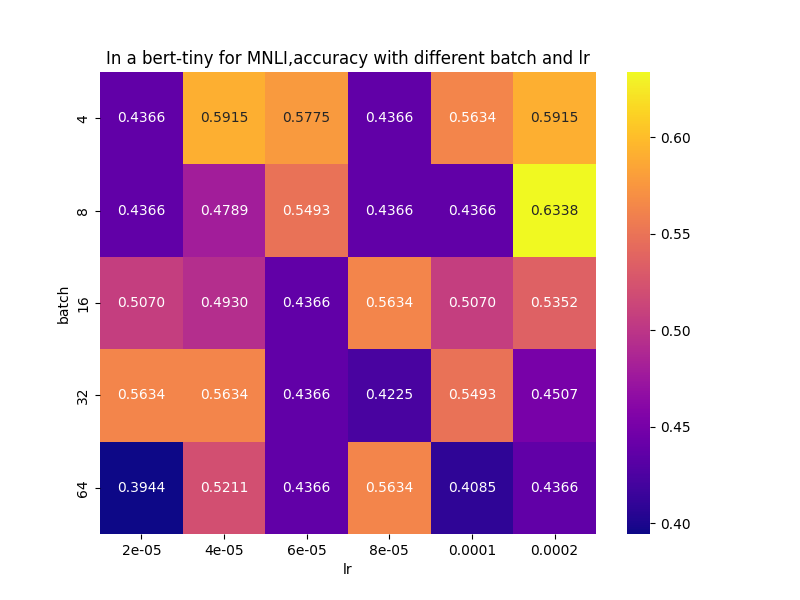 In a bert-tiny for MNLI,accuracy with different batch and lr
4 0.4366 0.5915 0.5775 0.4366 0.5634 0.5915
8 0.4366 0.4789 0.5493 0.4366 0.4366 0.6338
16 0.5070 0.4930 0.4366 0.5634 0.5070 0.5352
32 0.5634 0.5634 0.4366 0.4225 0.5493 0.4507
64 0.3944 0.5211 0.4366 0.5634 0.4085 0.4366
batch
2e-05 4e-05 6e-05 8e-05 0.0001 0.0002
lr
0.60
0.55
0.50
0.45
0.40